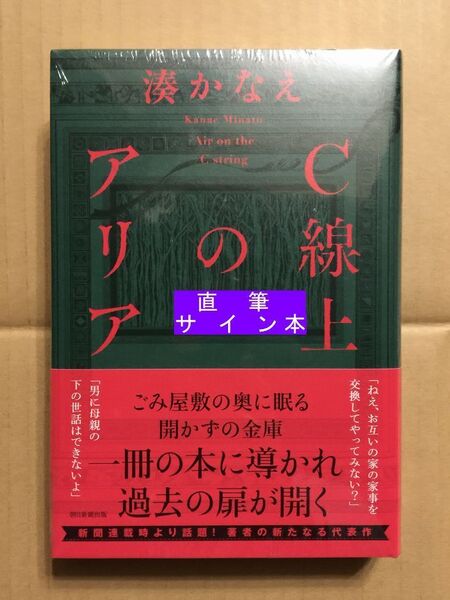 湊かなえ
Kanae Minato
Air on the
C string
C線上
の
アリア
直筆
サイン本
「ねえ、お互いの家の家事を
交換してやってみない?」
ごみ屋敷の奥に眠る
開かずの金庫
一冊の本に導かれ
過去の扉が開く
「男に母親の
下の世話はできないよ」
朝日新聞出版
新聞連載時より話題！著者の新たなる代表作